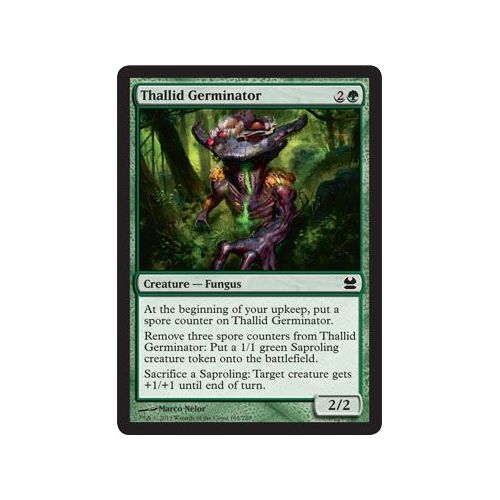 Thallid Germinator 2
Creature — Fungus
At the beginning of your upkeep, put a
spore counter on Thallid Germinator.
Remove three spore counters from Thallid
Germinator: Put a 1/1 green Saproling
creature token onto the battlefield.
Sacrifice a Saproling: Target creature gets
+1/+1 until end of turn.
Marco Nelor
2/2